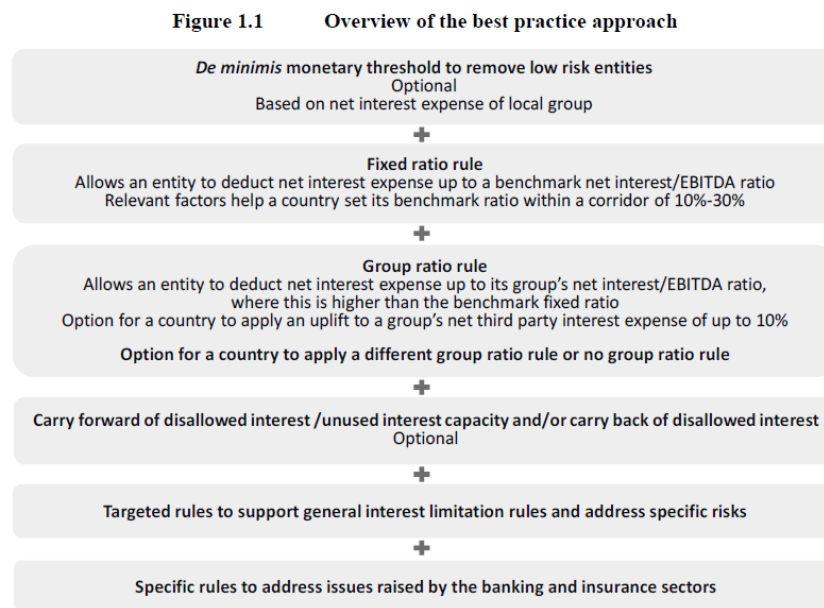 Figure 1.1 Overview of the best practice approach
De minimis monetary threshold to remove low risk entities
Optional
Based on net interest expense of local group
+
Fixed ratio rule
Allows an entity to deduct net interest expense up to a benchmark net interest/EBITDA ratio
Relevant factors help a country set its benchmark ratio within a corridor of 10%-30%
+
Group ratio rule
Allows an entity to deduct net interest expense up to its group's net interest/EBITDA ratio,
where this is higher than the benchmark fixed ratio
Option for a country to apply an uplift to a group's net third party interest expense of up to 10%
Option for a country to apply a different group ratio rule or no group ratio rule
+
Carry forward of disallowed interest /unused interest capacity and/or carry back of disallowed interest
Optional
+
Targeted rules to support general interest limitation rules and address specific risks
+
Specific rules to address issues raised by the banking and insurance sectors